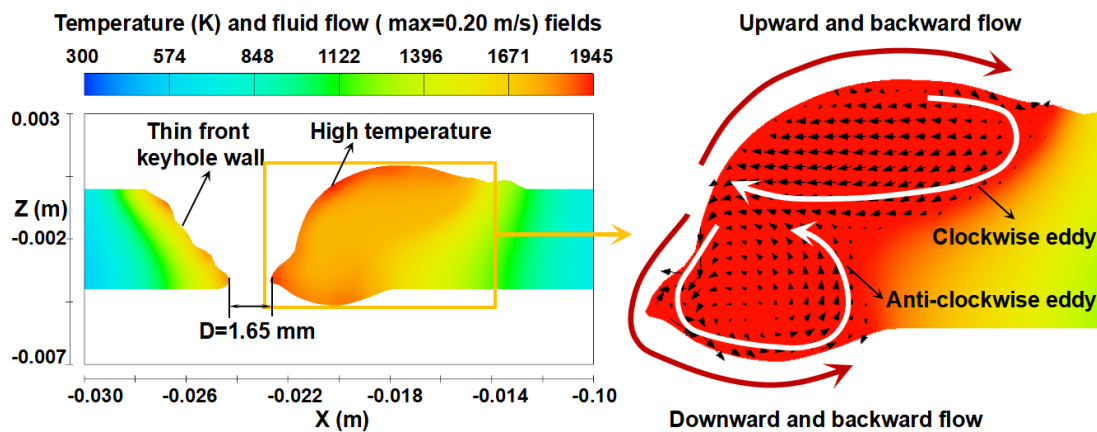 Temperature (K) and fluid flow ( max=0.20 m/s) fields
300 574 848 1122 1396 1671 1945
Upward and backward flow
0.003
Thin front
keyhole wall
High temperature
Z (m)
-0.002
Clockwise eddy
Anti-clockwise eddy
D=1.65 mm
-0.007
-0.030 -0.026 -0.022 -0.018 -0.014 -0.10
X (m)
Downward and backward flow